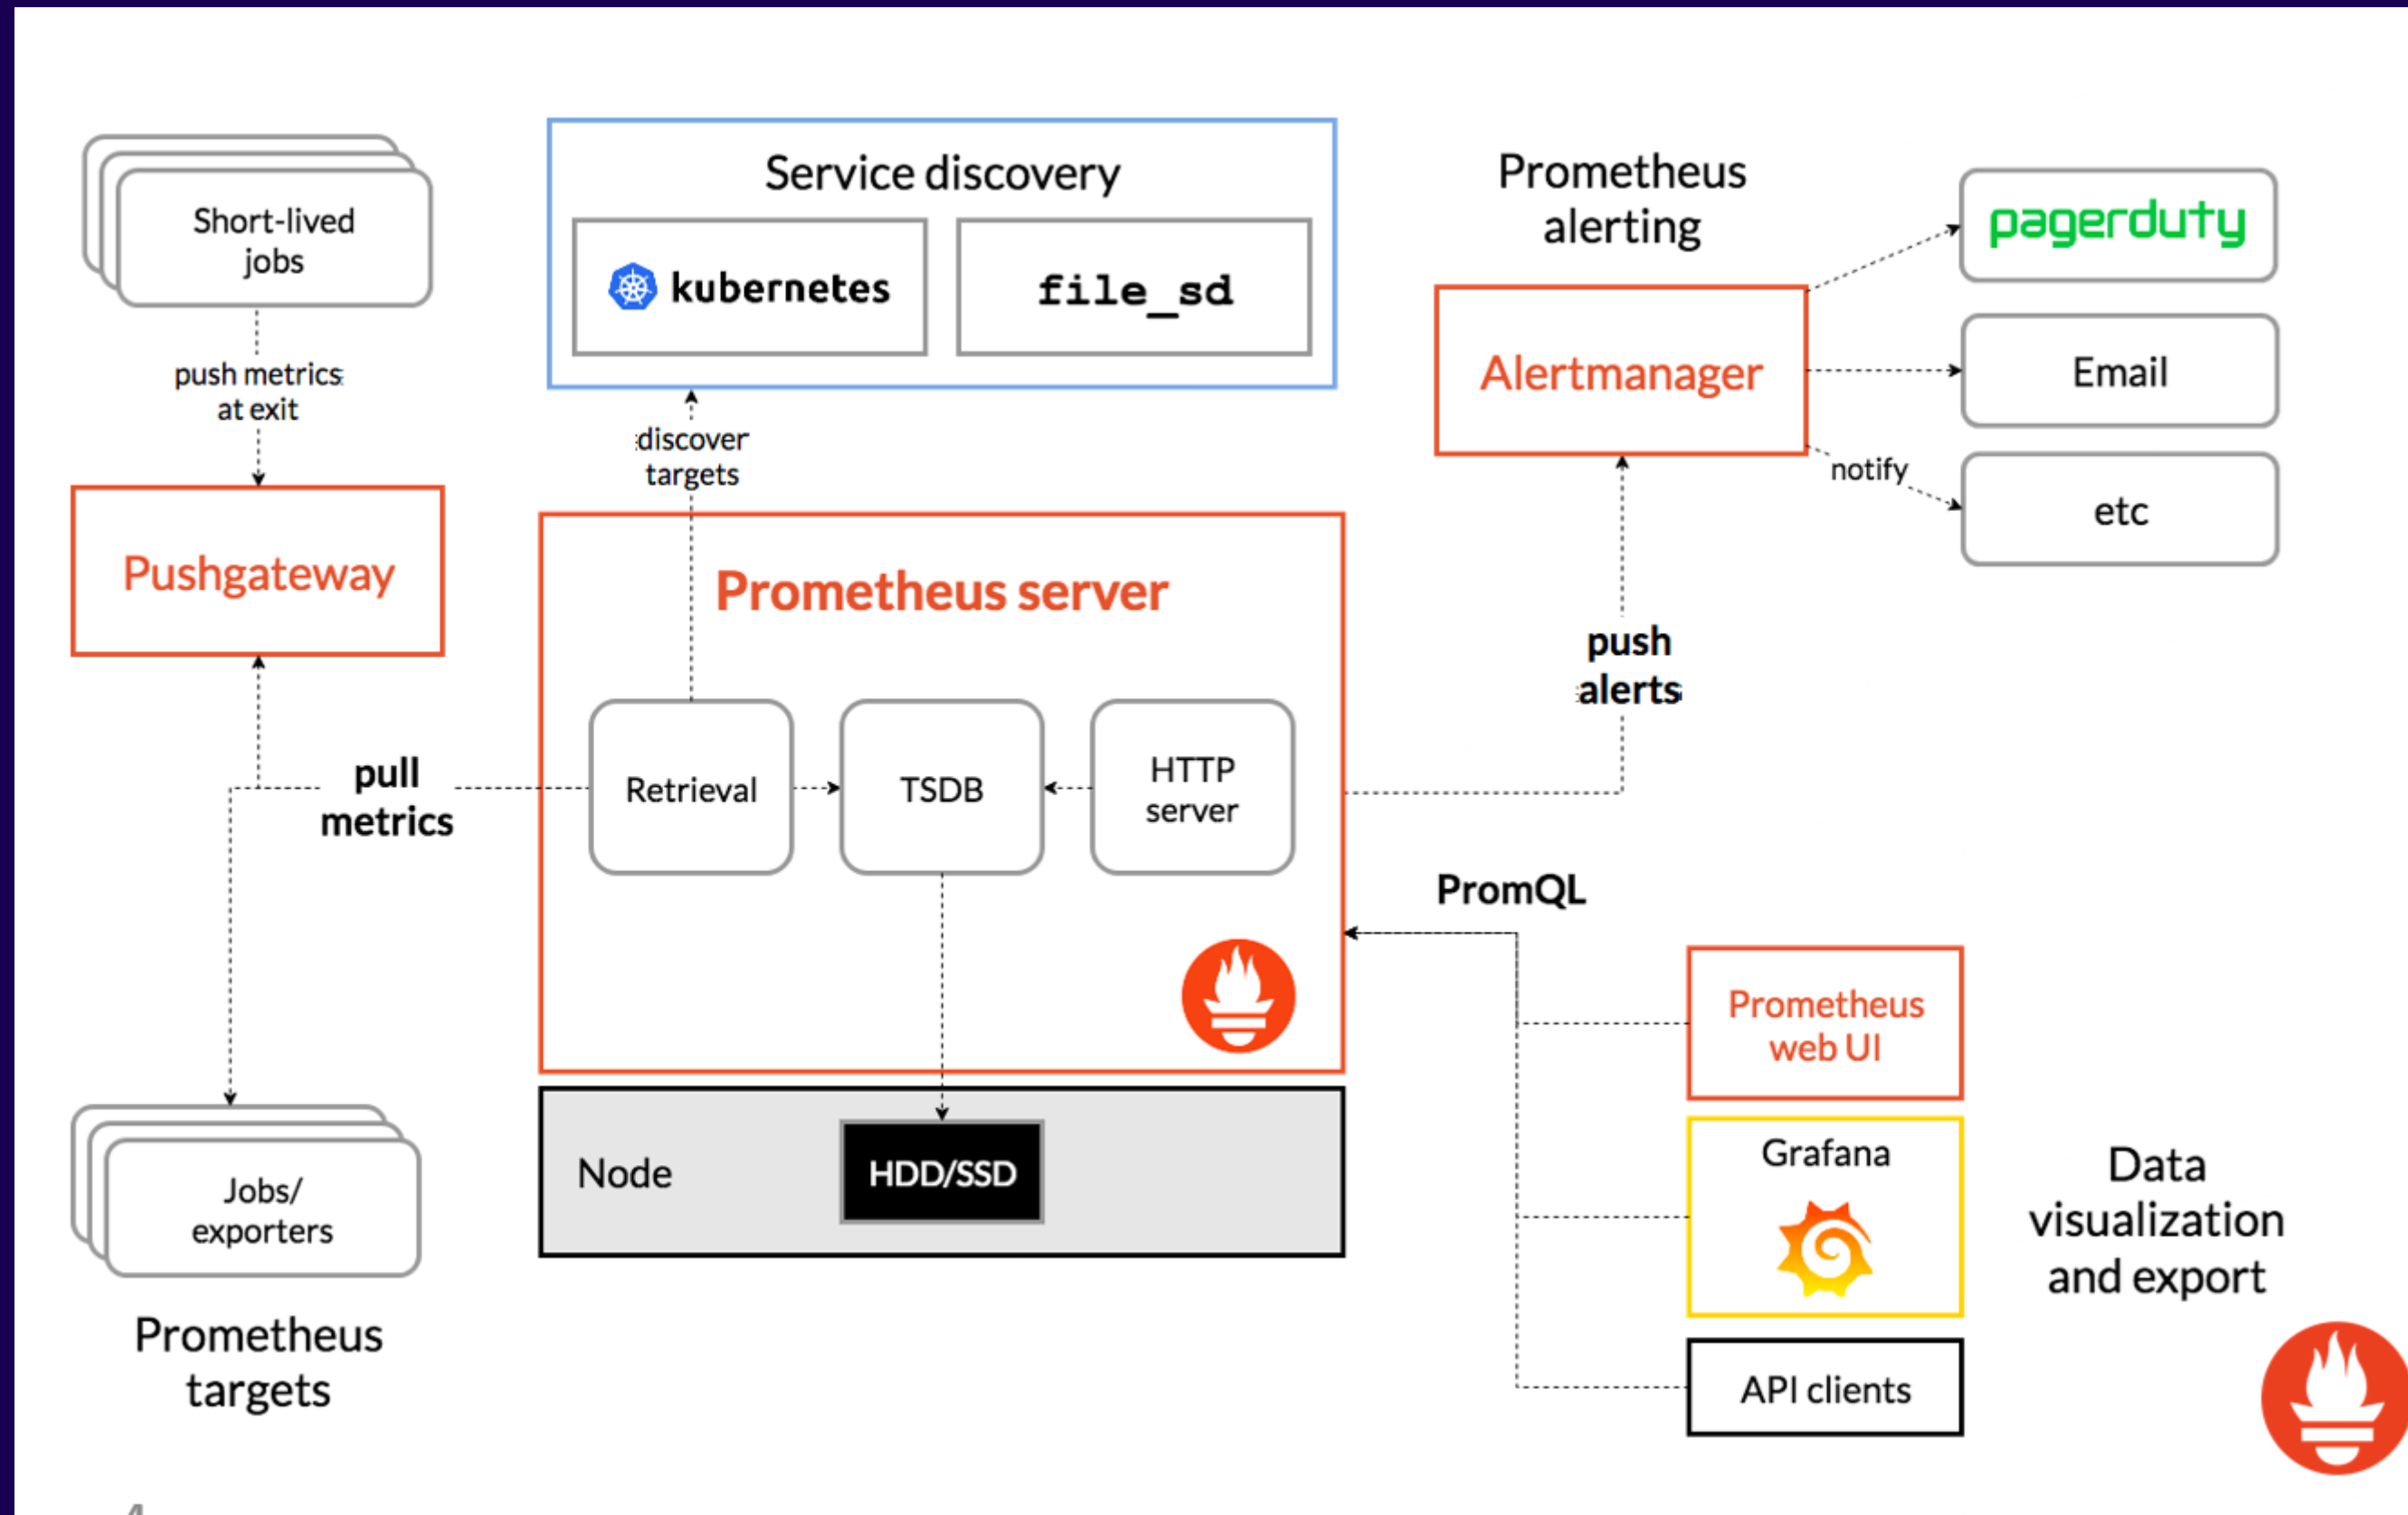 Short-lived
jobs
push metrics
at exit
Pushgateway
pull
metrics
Jobs/
exporters
Prometheus
targets
Service discovery
kubernetes
file_sd
discover
targets
Prometheus server
Retrieval
TSDB
HTTP
server
Node
HDD/SSD
Prometheus
alerting
Alertmanager
pagerduty
Email
notify
etc
push
alerts
PromQL
Prometheus
web UI
Grafana
API clients
Data
visualization
and export